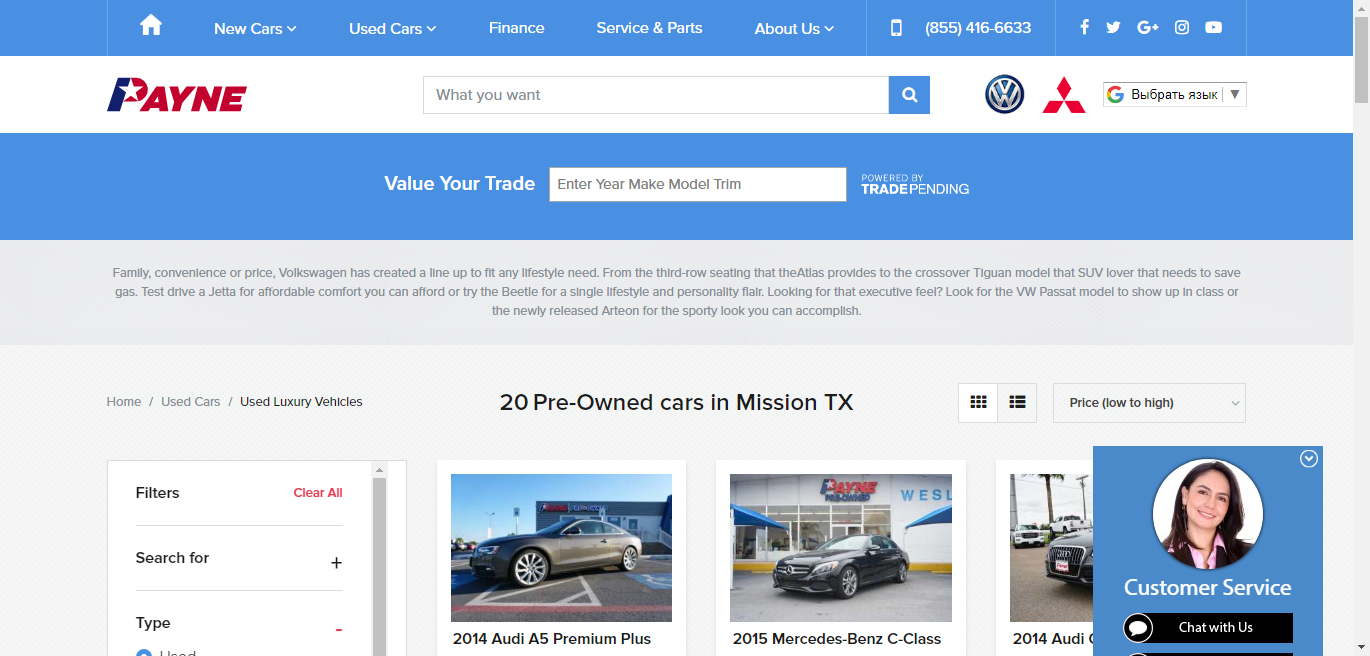 New Cars
Used Cars
Finance
Service & Parts
About Us
(855) 416-6633
PAYNE
What you want
Выбрать язык
▼
Value Your Trade
Enter Year Make Model Trim
POWERED BY
TRADEPENDING
Family, convenience or price, Volkswagen has created a line up to fit any lifestyle need. From the third-row seating that theAtlas provides to the crossover Tiguan model that SUV lover that needs to save
gas. Test drive a Jetta for affordable comfort you can afford or try the Beetle for a single lifestyle and personality flair. Looking for that executive feel? Look for the VW Passat model to show up in class or
the newly released Arteon for the sporty look you can accomplish.
Home / Used Cars / Used Luxury Vehicles
20 Pre-Owned cars in Mission TX
Price (low to high)
Filters
Clear All
Search for
+
Type
-
Used
PAYNE
PRE-OWNED
WESL
2014 Audi A5 Premium Plus
2015 Mercedes-Benz C-Class
2014 Audi
Customer Service
Chat with Us